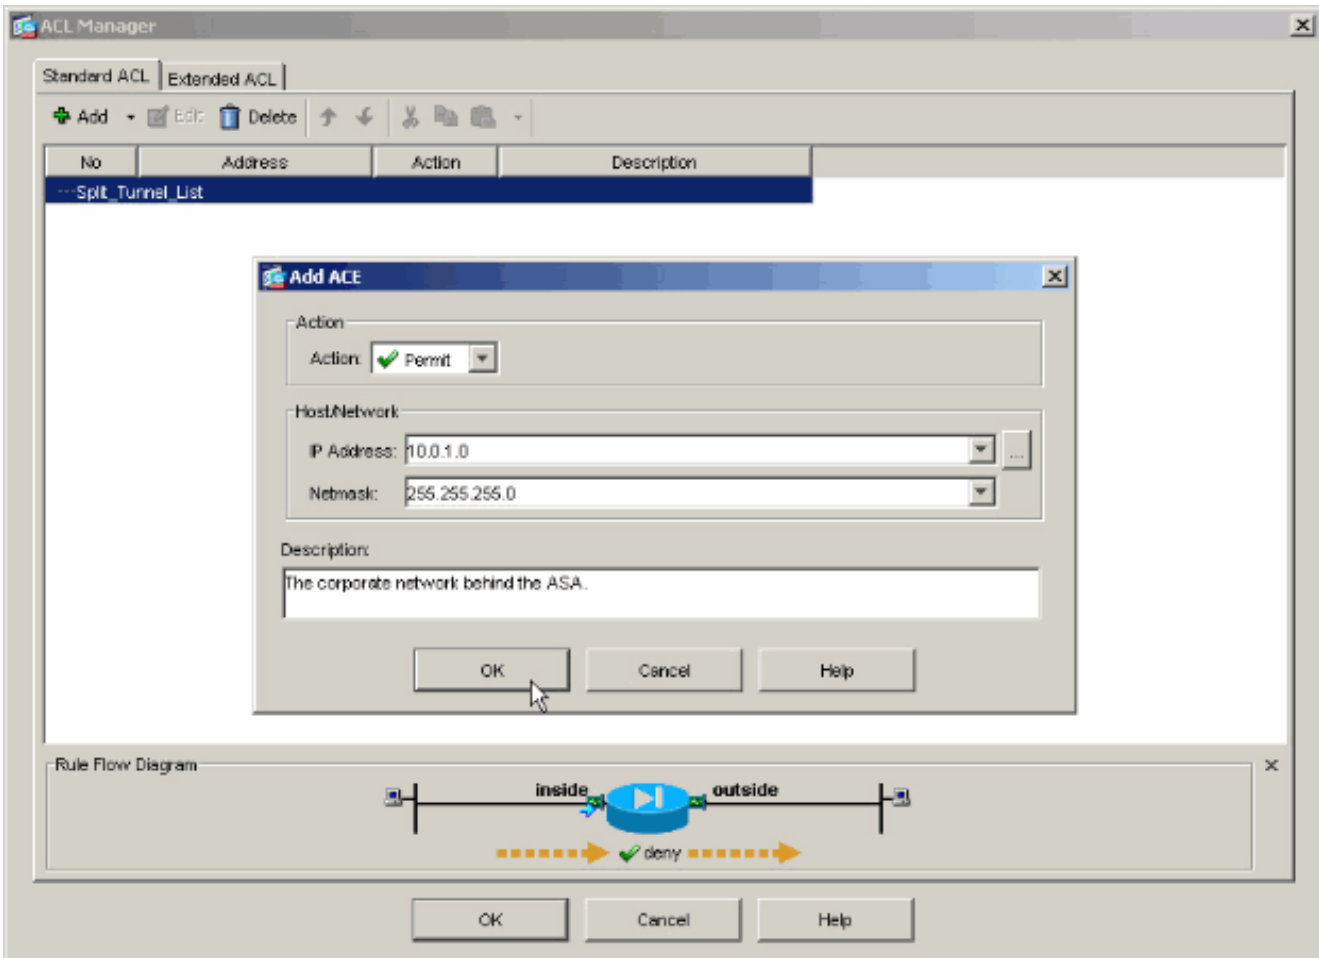 ACL Manager
Standard ACL Extended ACL
Add Edit Delete
No Address Action Description
Split_Tunnel_List
Add ACE
Action
Action: Permit
Host/Network
IP Address: 10.0.1.0 ...
Netmask: 255.255.255.0
Description:
The corporate network behind the ASA.
OK Cancel Help
Rule Flow Diagram
inside outside
deny
OK Cancel Help